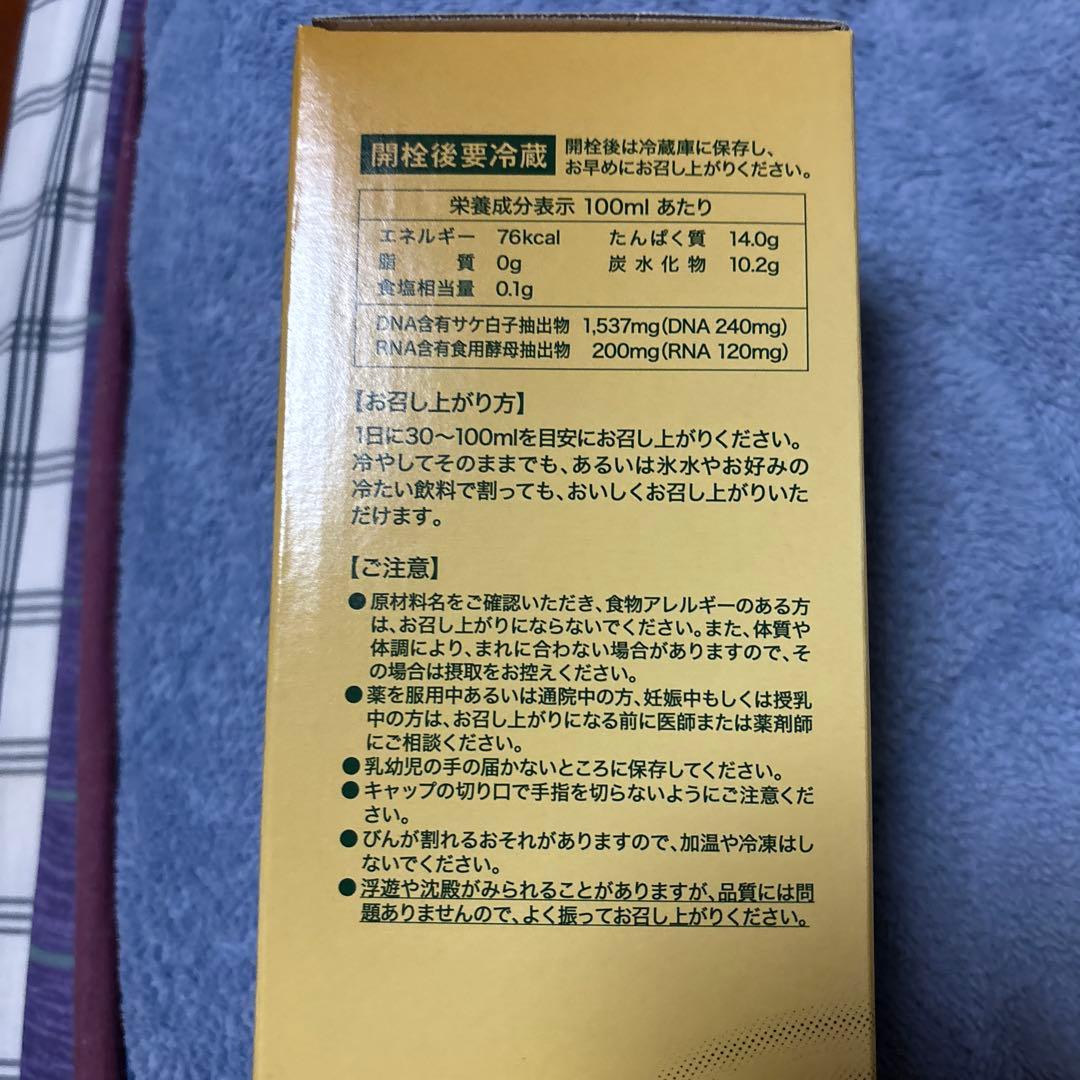 開栓後要冷蔵
開栓後は冷蔵庫に保存し、
お早めにお召し上がりください。
栄養成分表示 100ml あたり
エネルギー 76kcal たんぱく質 14.0g
脂質 0g 炭水化物 10.2g
食塩相当量 0.1g
DNA含有サケ白子抽出物 1,537mg(DNA 240mg)
RNA含有食用酵母抽出物 200mg(RNA 120mg)
【お召し上がり方】
1日に30〜100mlを目安にお召し上がりください。
冷やしてそのままでも、あるいは氷水やお好みの
冷たい飲料で割っても、おいしくお召し上がりいた
だけます。
【ご注意】
●原材料名をご確認いただき、食物アレルギーのある方
は、お召し上がりにならないでください。また、体質や
体調により、まれに合わない場合がありますので、そ
の場合は摂取をお控えください。
●薬を服用中あるいは通院中の方、妊娠中もしくは授乳
中の方は、お召し上がりになる前に医師または薬剤師
にご相談ください。
●乳幼児の手の届かないところに保存してください。
●キャップの切り口で手指を切らないようにご注意くだ
さい。
●びんが割れるおそれがありますので、加温や冷凍はし
ないでください。
●浮遊や沈殿がみられることがありますが、品質には問
題ありませんので、よく振ってお召し上がりください。